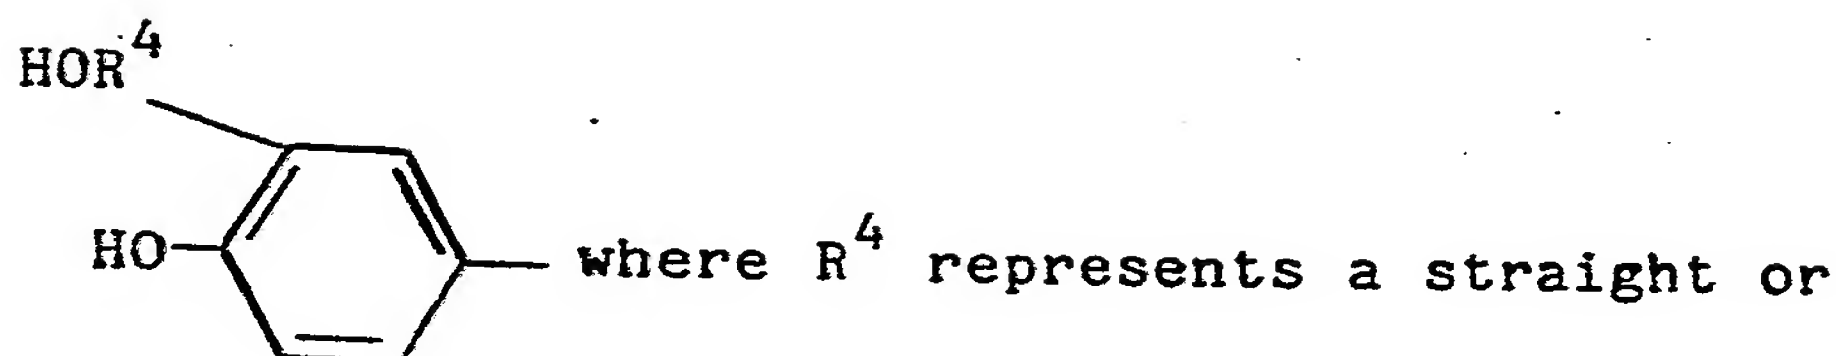 HOR⁴
HO
where R⁴ represents a straight or